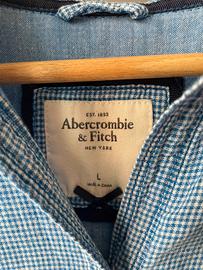 EST. 1892
Abercrombie
& Fitch
NEW YORK
L
MADE IN CHINA